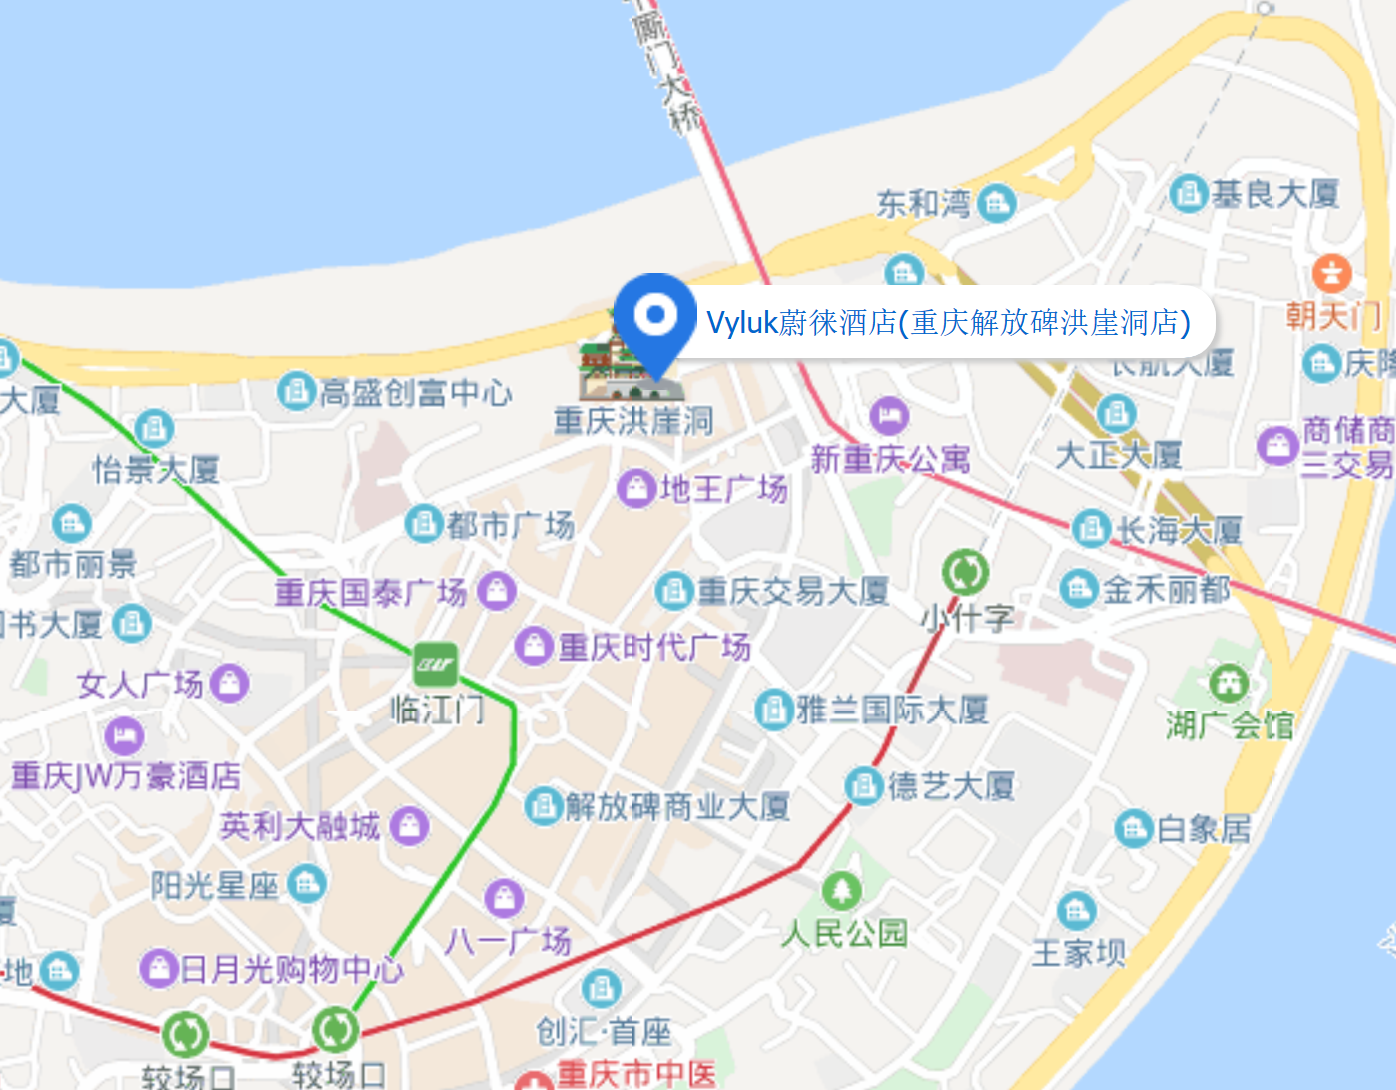 厮门大桥
东和湾
基良大厦
朝天门
Vyluk蔚徕酒店(重庆解放碑洪崖洞店)
长航大厦
庆隆
大厦
高盛创富中心
重庆洪崖洞
新重庆公寓
大正大厦
商储商
三交易
怡景大厦
地王广场
都市广场
长海大厦
都市丽景
重庆国泰广场
重庆交易大厦
小什字
金禾丽都
书大厦
重庆时代广场
女人广场
临江门
雅兰国际大厦
湖广会馆
重庆JW万豪酒店
英利大融城
解放碑商业大厦
德艺大厦
白象居
阳光星座
厦
八一广场
人民公园
王家坝
地
日月光购物中心
创汇·首座
较场口
较场口
重庆市中医